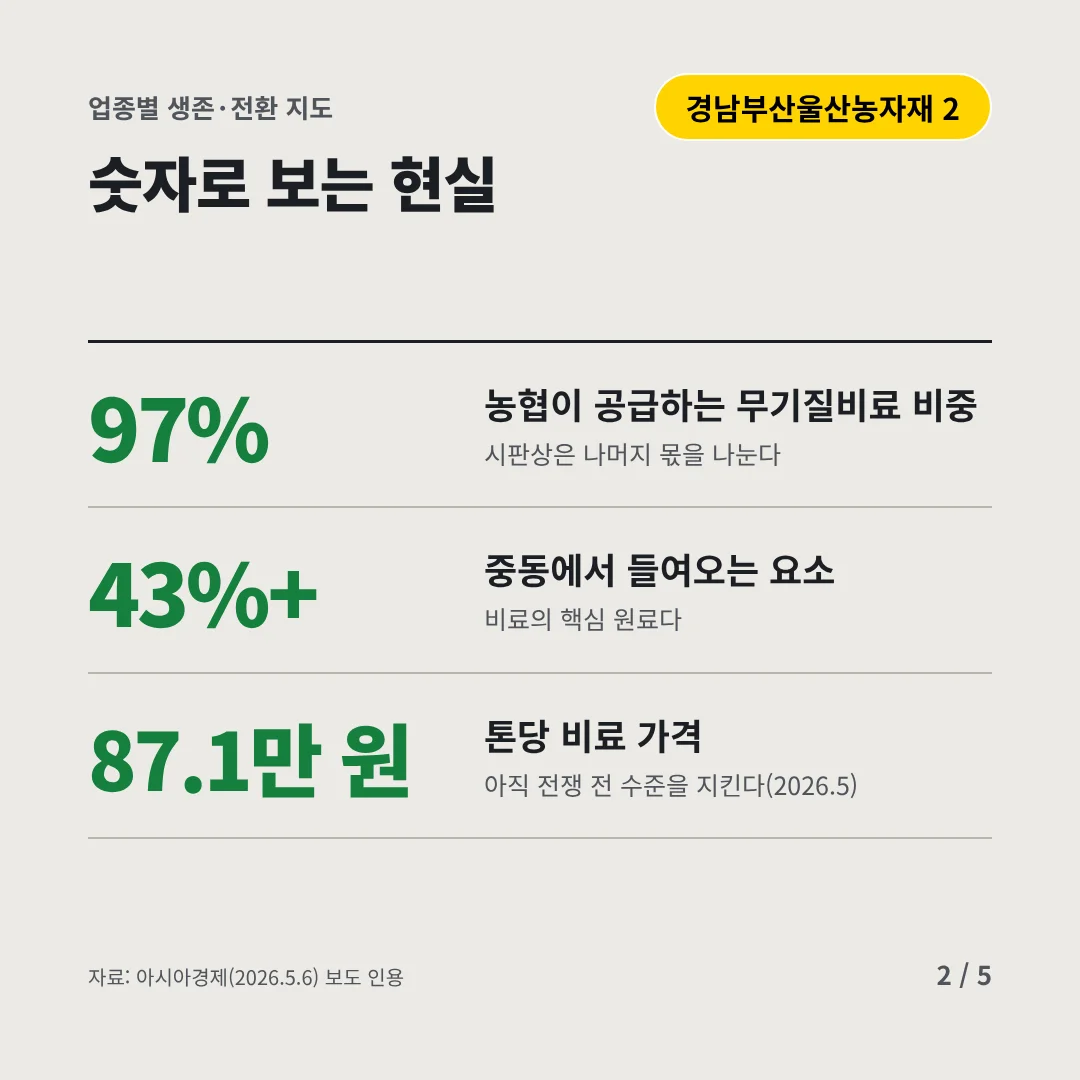 업종별 생존·전환 지도
경남부산울산농자재 2
숫자로 보는 현실
97%
농협이 공급하는 무기질비료 비중
시판상은 나머지 몫을 나눈다
43%+
중동에서 들여오는 요소
비료의 핵심 원료다
87.1만 원
톤당 비료 가격
아직 전쟁 전 수준을 지킨다(2026.5)
자료: 아시아경제(2026.5.6) 보도 인용
2 / 5